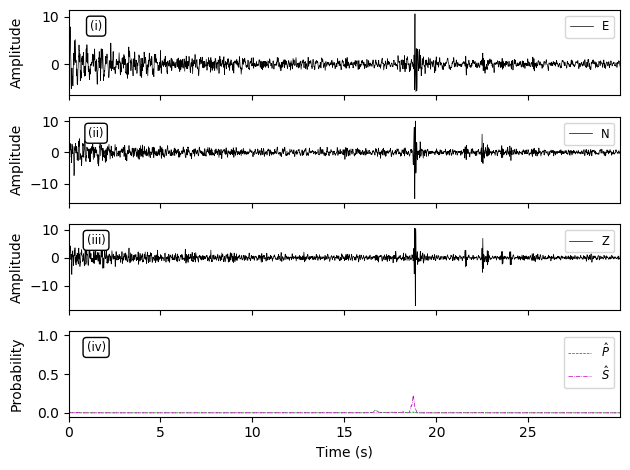 10
(i)
E
Amplitude
0
10
(ii)
N
Amplitude
0
−10
10
(iii)
Z
Amplitude
0
−10
1.0
(iv)
P̂
Ŝ
Probability
0.5
0.0
0 5 10 15 20 25
Time (s)